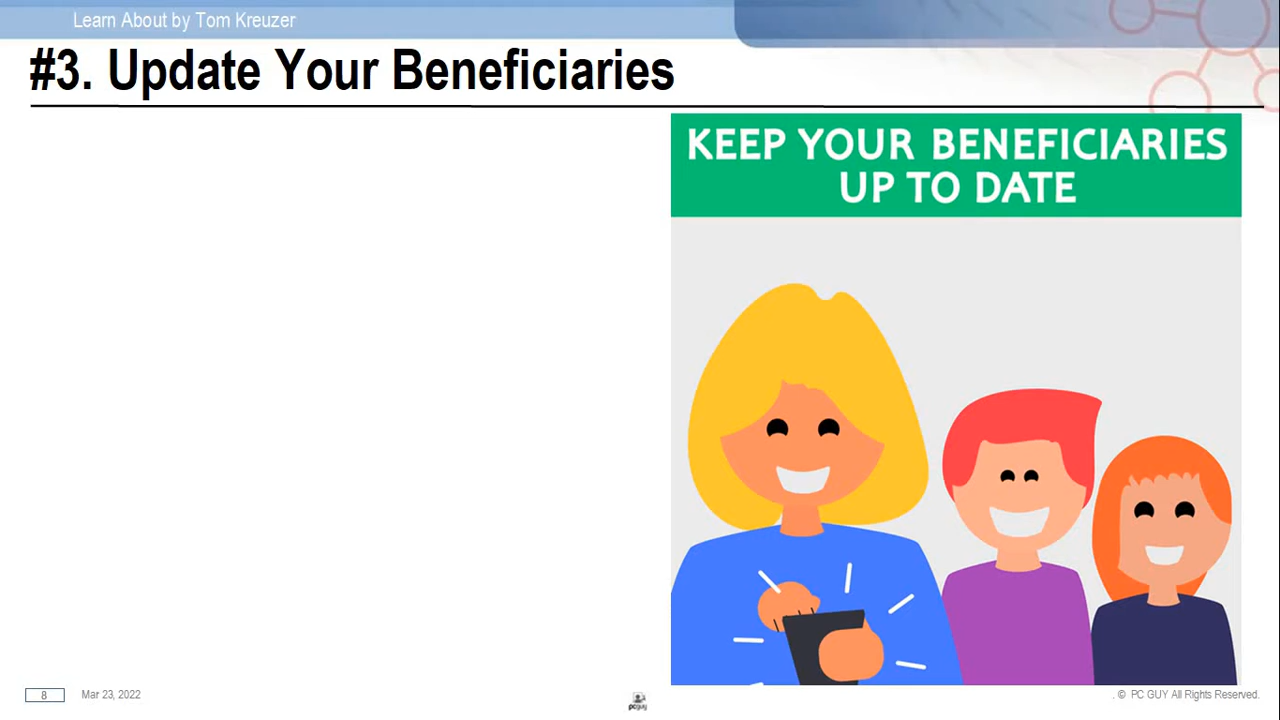 Learn About by Tom Kreuzer
#3. Update Your Beneficiaries
KEEP YOUR BENEFICIARIES
UP TO DATE
8
Mar 23, 2022
pcguy
. © PC GUY All Rights Reserved.